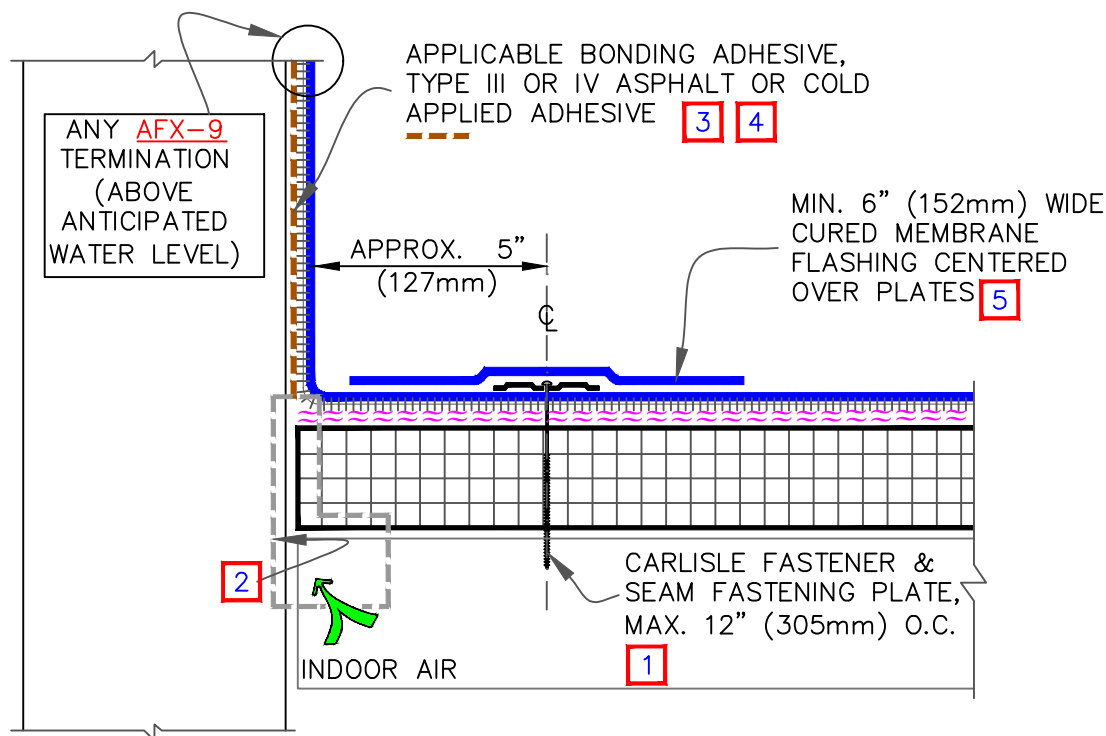 APPLICABLE BONDING ADHESIVE,
TYPE III OR IV ASPHALT OR COLD
APPLIED ADHESIVE 3 4
ANY AFX-9
TERMINATION
(ABOVE
ANTICIPATED
WATER LEVEL)
MIN. 6" (152mm) WIDE
CURED MEMBRANE
FLASHING CENTERED
OVER PLATES 5
APPROX. 5"
(127mm)
℄
2
CARLISLE FASTENER &
SEAM FASTENING PLATE,
MAX. 12" (305mm) O.C.
1
INDOOR AIR